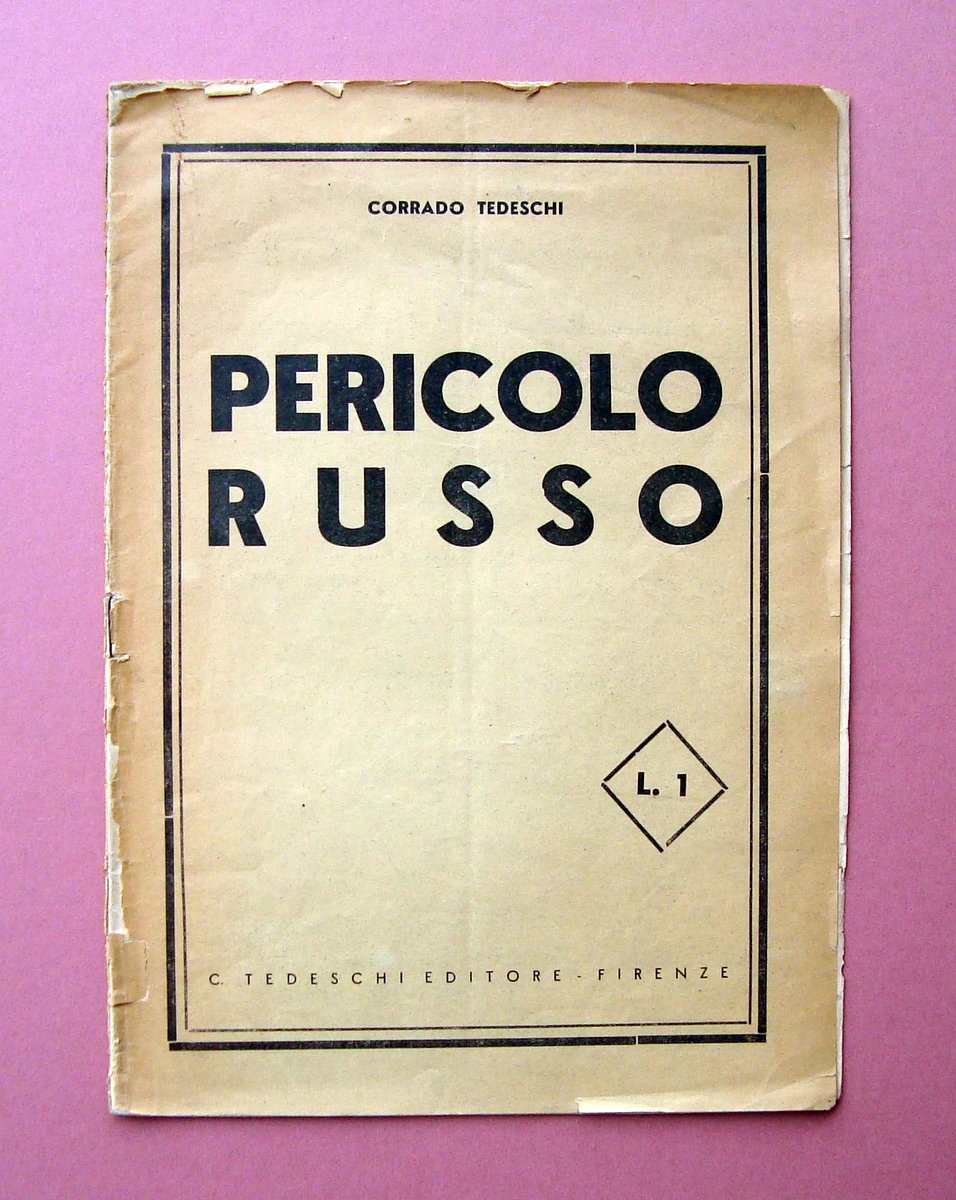 CORRADO TEDESCHI
PERICOLO
RUSSO
L. 1
C. TEDESCHI EDITORE - FIRENZE